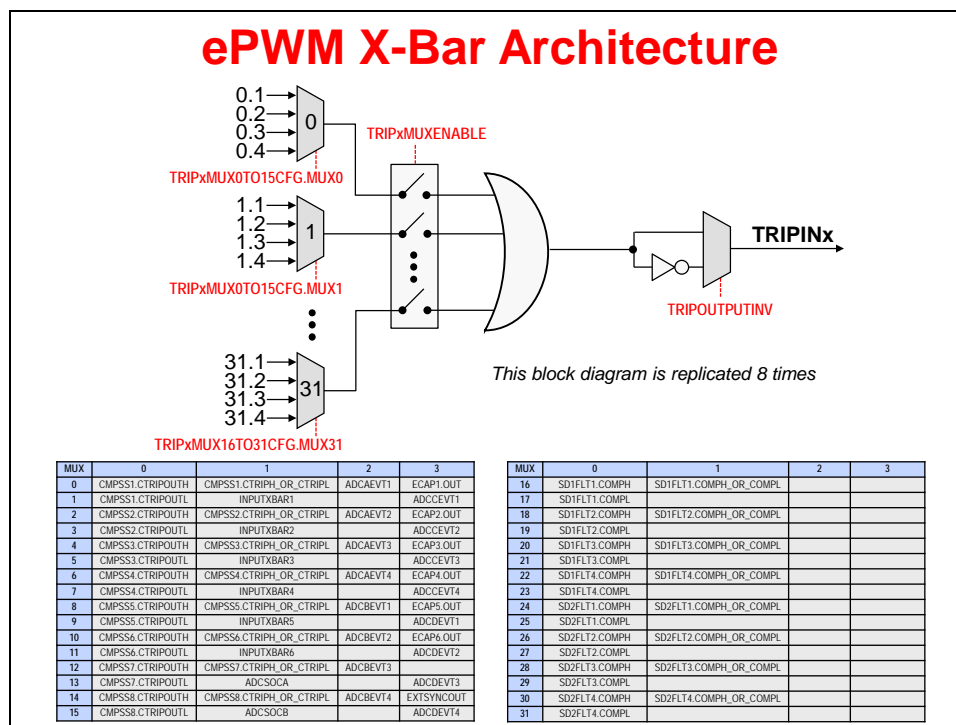 ePWM X-Bar Architecture
0.1
0.2
0.3
0.4
0
TRIPxMUX0TO15CFG.MUX0
TRIPxMUXENABLE
1.1
1.2
1.3
1.4
1
TRIPxMUX0TO15CFG.MUX1
TRIPINx
TRIPOUTPUTINV
31.1
31.2
31.3
31.4
31
TRIPxMUX16TO31CFG.MUX31
This block diagram is replicated 8 times
MUX 0 1 2 3
0 CMPSS1.CTRIPOUTH CMPSS1.CTRIPH_OR_CTRIPL ADCAEVT1 ECAP1.OUT
1 CMPSS1.CTRIPOUTL INPUTXBAR1 ADCCEVT1
2 CMPSS2.CTRIPOUTH CMPSS2.CTRIPH_OR_CTRIPL ADCAEVT2 ECAP2.OUT
3 CMPSS2.CTRIPOUTL INPUTXBAR2 ADCCEVT2
4 CMPSS3.CTRIPOUTH CMPSS3.CTRIPH_OR_CTRIPL ADCAEVT3 ECAP3.OUT
5 CMPSS3.CTRIPOUTL INPUTXBAR3 ADCCEVT3
6 CMPSS4.CTRIPOUTH CMPSS4.CTRIPH_OR_CTRIPL ADCAEVT4 ECAP4.OUT
7 CMPSS4.CTRIPOUTL INPUTXBAR4 ADCCEVT4
8 CMPSS5.CTRIPOUTH CMPSS5.CTRIPH_OR_CTRIPL ADCBEVT1 ECAP5.OUT
9 CMPSS5.CTRIPOUTL INPUTXBAR5 ADCDEVT1
10 CMPSS6.CTRIPOUTH CMPSS6.CTRIPH_OR_CTRIPL ADCBEVT2 ECAP6.OUT
11 CMPSS6.CTRIPOUTL INPUTXBAR6 ADCDEVT2
12 CMPSS7.CTRIPOUTH CMPSS7.CTRIPH_OR_CTRIPL ADCBEVT3
13 CMPSS7.CTRIPOUTL ADCSOCA ADCDEVT3
14 CMPSS8.CTRIPOUTH CMPSS8.CTRIPH_OR_CTRIPL ADCBEVT4 EXTSYNCOUT
15 CMPSS8.CTRIPOUTL ADCSOCB ADCDEVT4
MUX 0 1 2 3
16 SD1FLT1.COMPH SD1FLT1.COMPH_OR_COMPL
17 SD1FLT1.COMPL
18 SD1FLT2.COMPH SD1FLT2.COMPH_OR_COMPL
19 SD1FLT2.COMPL
20 SD1FLT3.COMPH SD1FLT3.COMPH_OR_COMPL
21 SD1FLT3.COMPL
22 SD1FLT4.COMPH SD1FLT4.COMPH_OR_COMPL
23 SD1FLT4.COMPL
24 SD2FLT1.COMPH SD2FLT1.COMPH_OR_COMPL
25 SD2FLT1.COMPL
26 SD2FLT2.COMPH SD2FLT2.COMPH_OR_COMPL
27 SD2FLT2.COMPL
28 SD2FLT3.COMPH SD2FLT3.COMPH_OR_COMPL
29 SD2FLT3.COMPL
30 SD2FLT4.COMPH SD2FLT4.COMPH_OR_COMPL
31 SD2FLT4.COMPL